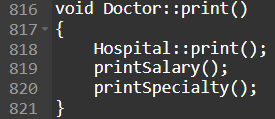 816 void Doctor::print()
817 {
818     Hospital::print();
819     printSalary();
820     printSpecialty();
821 }